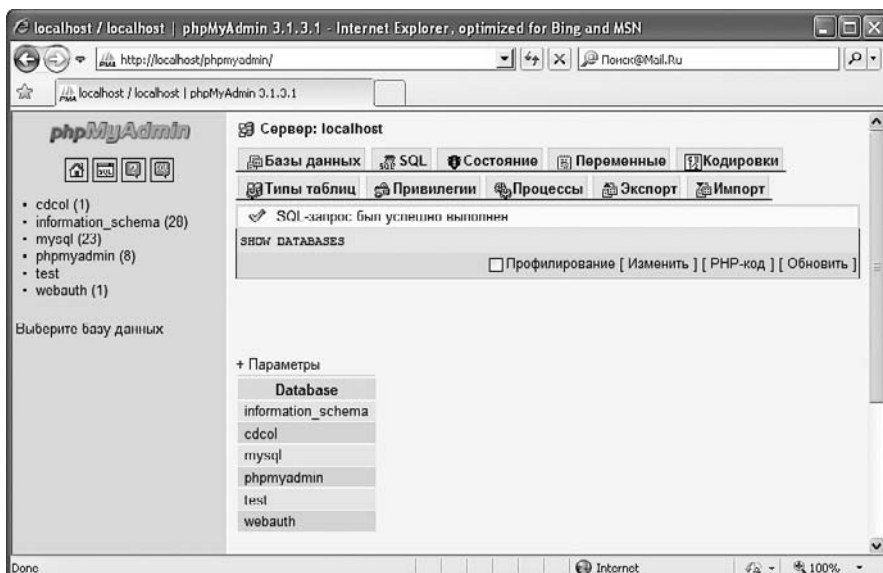 localhost / localhost | phpMyAdmin 3.1.3.1 - Internet Explorer, optimized for Bing and MSN
http://localhost/phpmyadmin/
Поиск@Mail.Ru
localhost / localhost | phpMyAdmin 3.1.3.1
phpMyAdmin
Сервер: localhost
Базы данных SQL Состояние Переменные Кодировки
Типы таблиц Привилегии Процессы Экспорт Импорт
SQL-запрос был успешно выполнен
SHOW DATABASES
Профилирование [ Изменить ] [ PHP-код ] [ Обновить ]
cdcol (1)
information_schema (28)
mysql (23)
phpmyadmin (8)
test
webauth (1)
Выберите базу данных
+ Параметры
Database
information_schema
cdcol
mysql
phpmyadmin
test
webauth
Done
Internet
100%